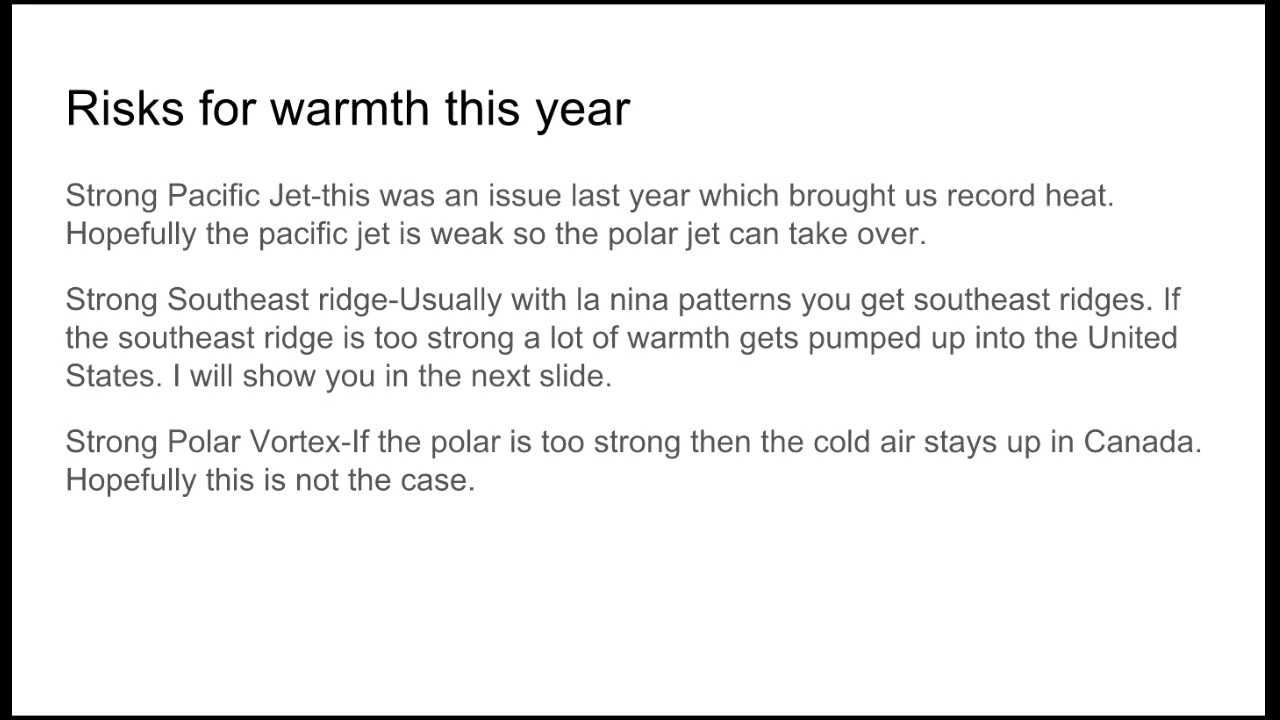 Risks for warmth this year
Strong Pacific Jet-this was an issue last year which brought us record heat.
Hopefully the pacific jet is weak so the polar jet can take over.
Strong Southeast ridge-Usually with la nina patterns you get southeast ridges. If
the southeast ridge is too strong a lot of warmth gets pumped up into the United
States. I will show you in the next slide.
Strong Polar Vortex-If the polar is too strong then the cold air stays up in Canada.
Hopefully this is not the case.